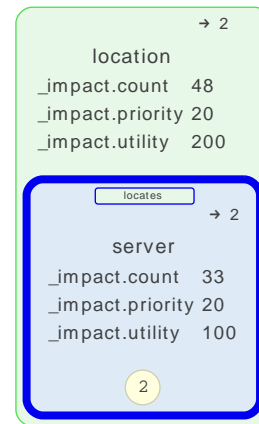 → 2
location
_impact.count 48
_impact.priority 20
_impact.utility 200
locates
→ 2
server
_impact.count 33
_impact.priority 20
_impact.utility 100
2